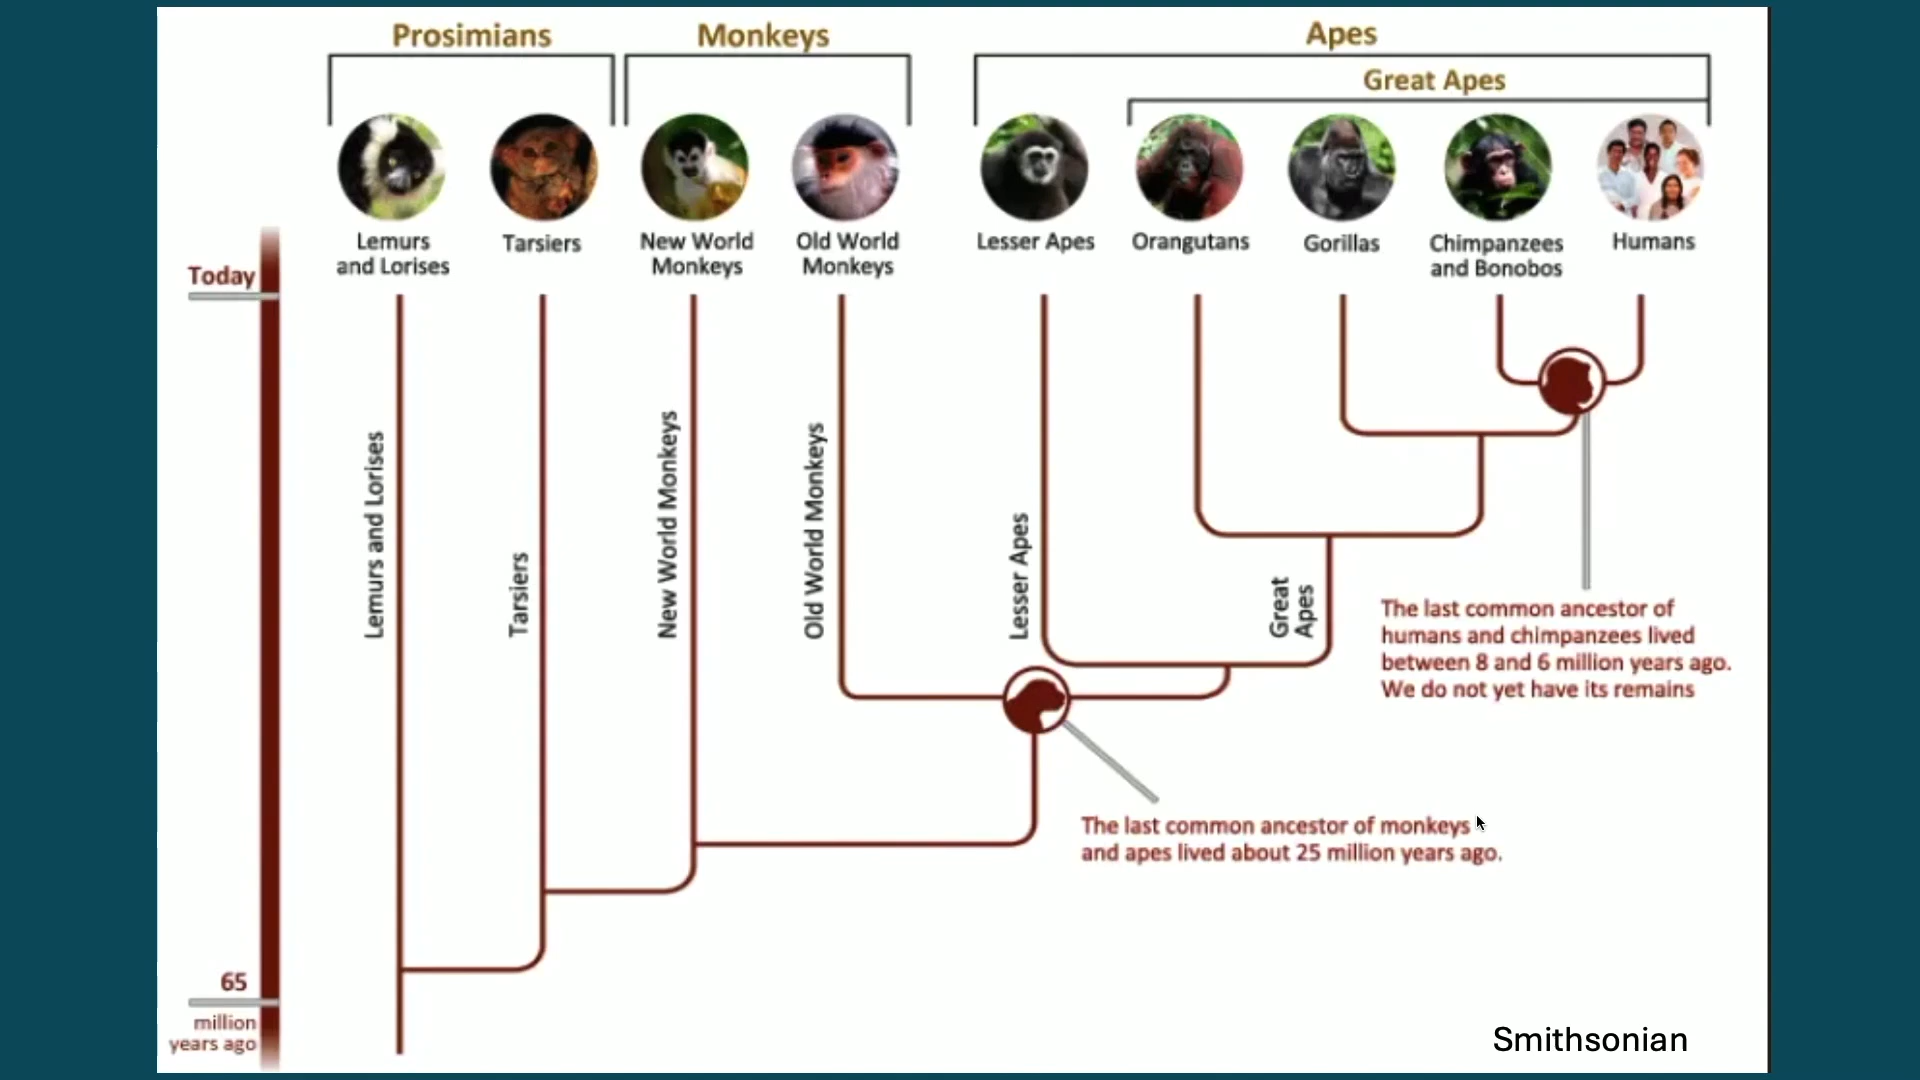 Prosimians
Monkeys
Apes
Great Apes
Lemurs
and Lorises
Tarsiers
New World
Monkeys
Old World
Monkeys
Lesser Apes
Orangutans
Gorillas
Chimpanzees
and Bonobos
Humans
Today
Lemurs and Lorises
Tarsiers
New World Monkeys
Old World Monkeys
Lesser Apes
Great
Apes
The last common ancestor of
humans and chimpanzees lived
between 8 and 6 million years ago.
We do not yet have its remains
The last common ancestor of monkeys
and apes lived about 25 million years ago.
65
million
years ago
Smithsonian